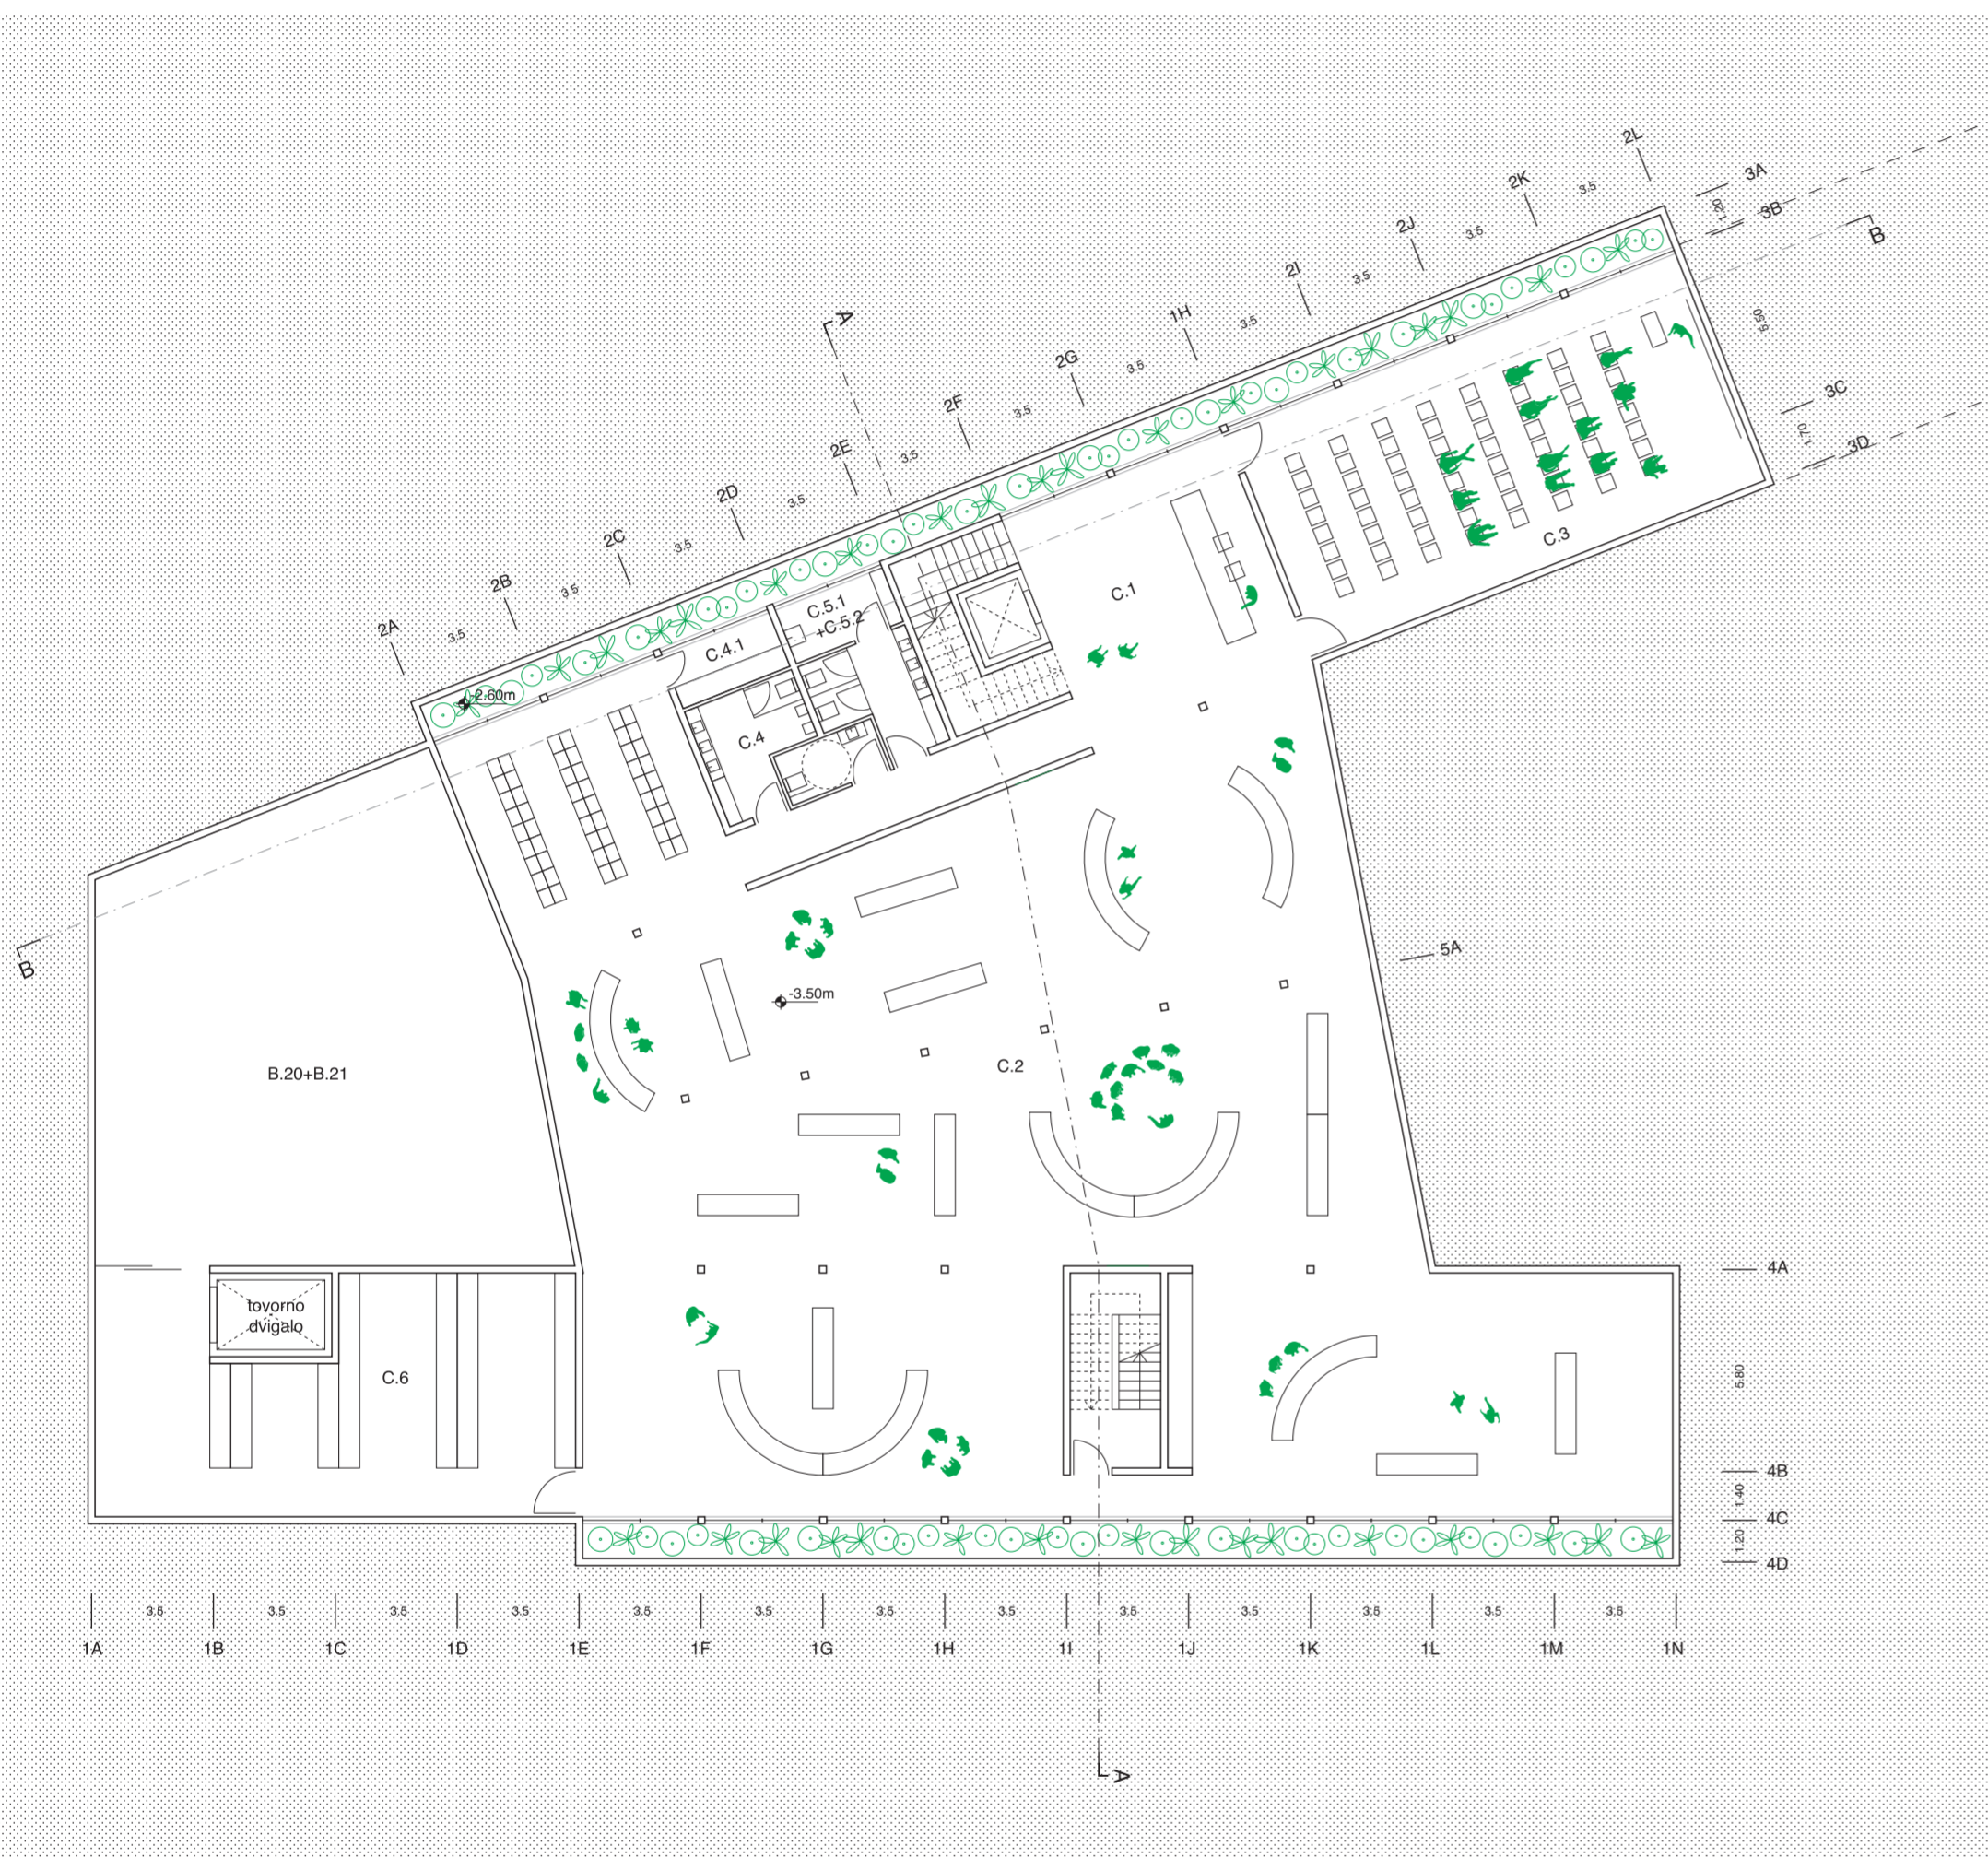 2L
3A
2K
3.5
1.20
3B
2J
3.5
B
2I
3.5
1H
3.5
A
5.50
2G
3.5
3C
2F
3.5
1.70
2E
3.5
3D
2D
3.5
2C
3.5
C.3
2B
3.5
C.1
C.5.1
+C.5.2
2A
3.5
C.4.1
-2.60m
C.4
5A
B
-3.50m
C.2
B.20+B.21
4A
tovorno
dvigalo
C.6
5.80
4B
1.40
4C
1.20
4D
3.5 3.5 3.5 3.5 3.5 3.5 3.5 3.5 3.5 3.5 3.5 3.5 3.5
1A 1B 1C 1D 1E 1F 1G 1H 1I 1J 1K 1L 1M 1N
A